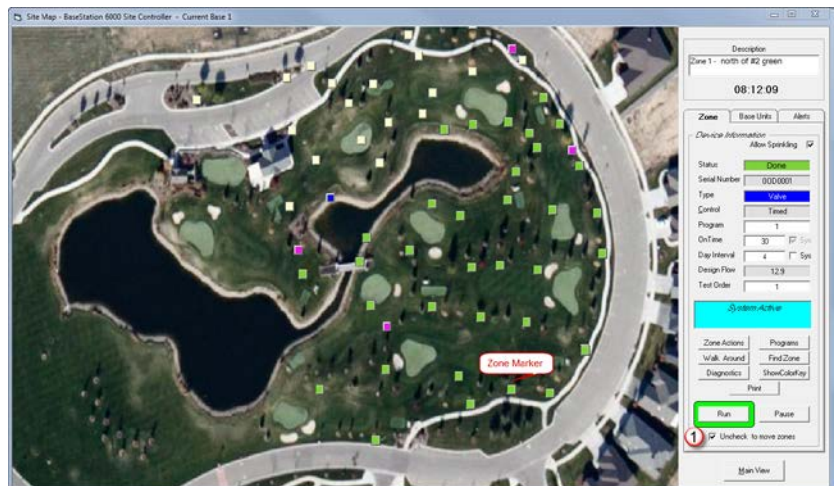 Site Map - BaseStation 6000 Site Controller - Current Base 1
Description
Zone 1 - north of #2 green
08:12:09
Zone Base Units Alerts
Device Information
Allow Sprinkling
Status Done
Serial Number 00D0001
Type Valve
Control Timed
Program 1
OnTime 30 Sys
Day Interval 4 Sys
Design Flow 12.9
Test Order 1
System Active
Zone Actions Programs
Walk Around Find Zone
Diagnostics ShowColorKey
Print
Run Pause
1 Uncheck to move zones
Main View
Zone Marker